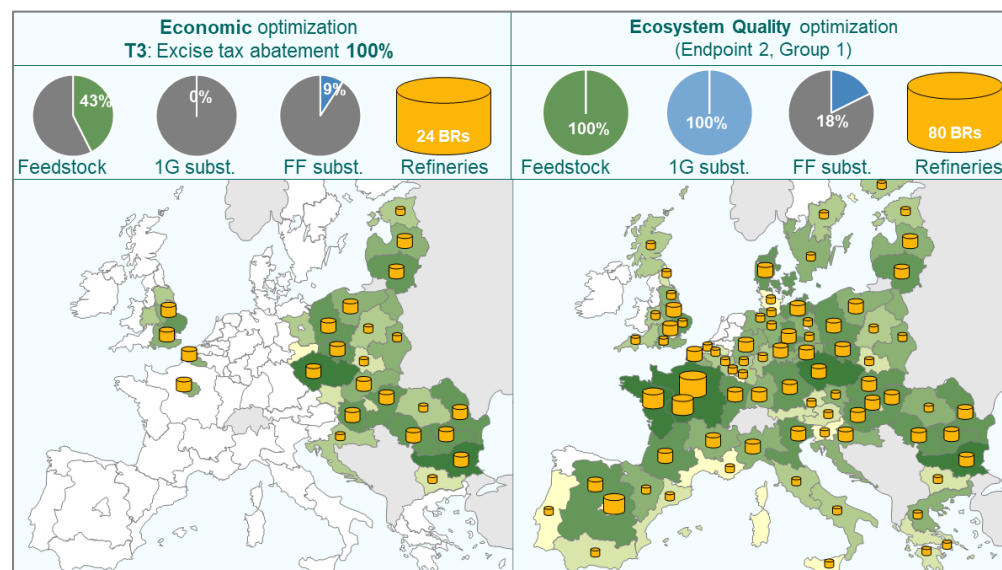 Economic optimization
T3: Excise tax abatement 100%
43%
0%
9%
24 BRs
Feedstock
1G subst.
FF subst.
Refineries
Ecosystem Quality optimization
(Endpoint 2, Group 1)
100%
100%
18%
80 BRs
Feedstock
1G subst.
FF subst.
Refineries